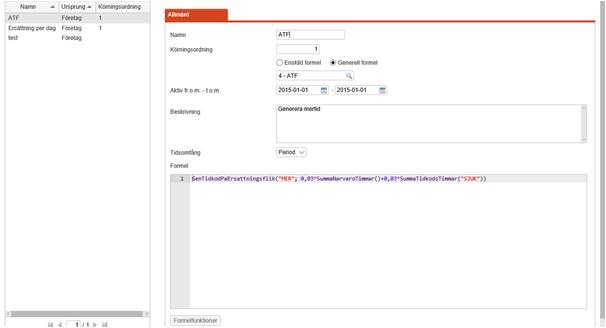 Namn Ursprung Körningsordning
ATF Företag 1
Ersättning per dag Företag 1
test Företag
1 / 1
Allmänt
Namn ATF
Körningsordning 1
Enskild formel Generell formel
4 - ATF
Aktiv fr.o.m. - t.o.m. 2015-01-01 - 2015-01-01
Beskrivning Generera mertid
Tidsomfång Period
Formel
1 GenTidkodPaErsattningsflik("MER"; 0,03*SummaNarvaroTimmar()+0,03*SummaTidkodsTimmar("SJUK"))
Formelfunktioner